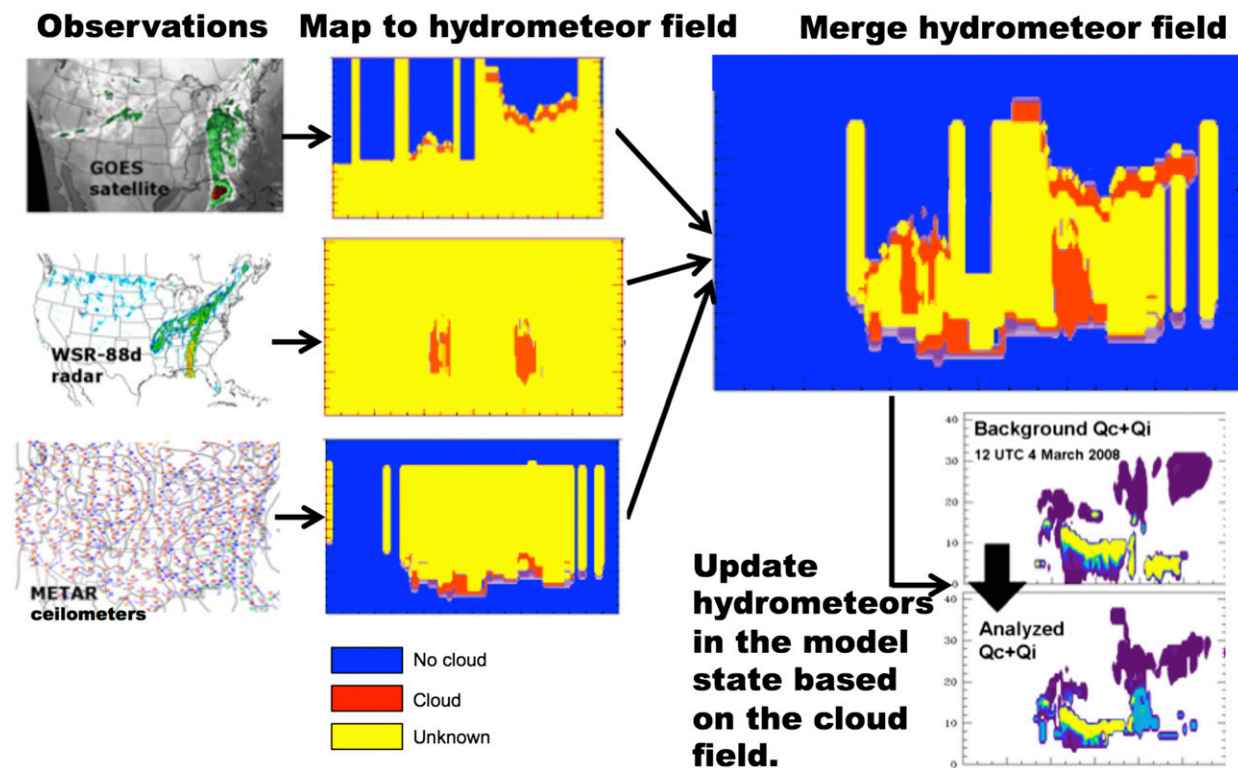 Observations
Map to hydrometeor field
Merge hydrometeor field
GOES
satellite
WSR-88d
radar
METAR
ceilometers
No cloud
Cloud
Unknown
Update
hydrometeors
in the model
state based
on the cloud
field.
40
30
20
10
0
Background Qc+Qi
12 UTC 4 March 2008
40
30
20
10
0
Analyzed
Qc+Qi